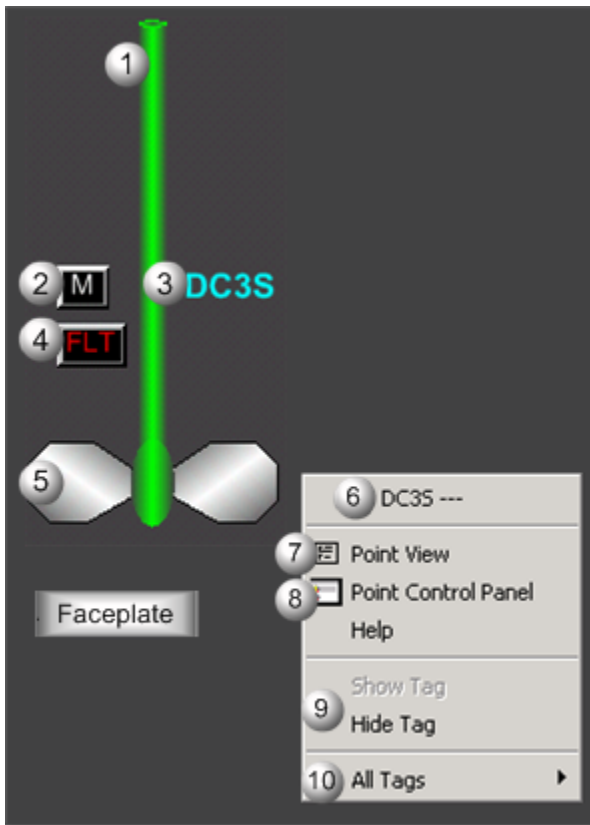 1
2 M
3 DC3S
4 FLT
5
6 DC3S ---
7 Point View
8 Point Control Panel
Help
Faceplate
Show Tag
9
Hide Tag
10 All Tags